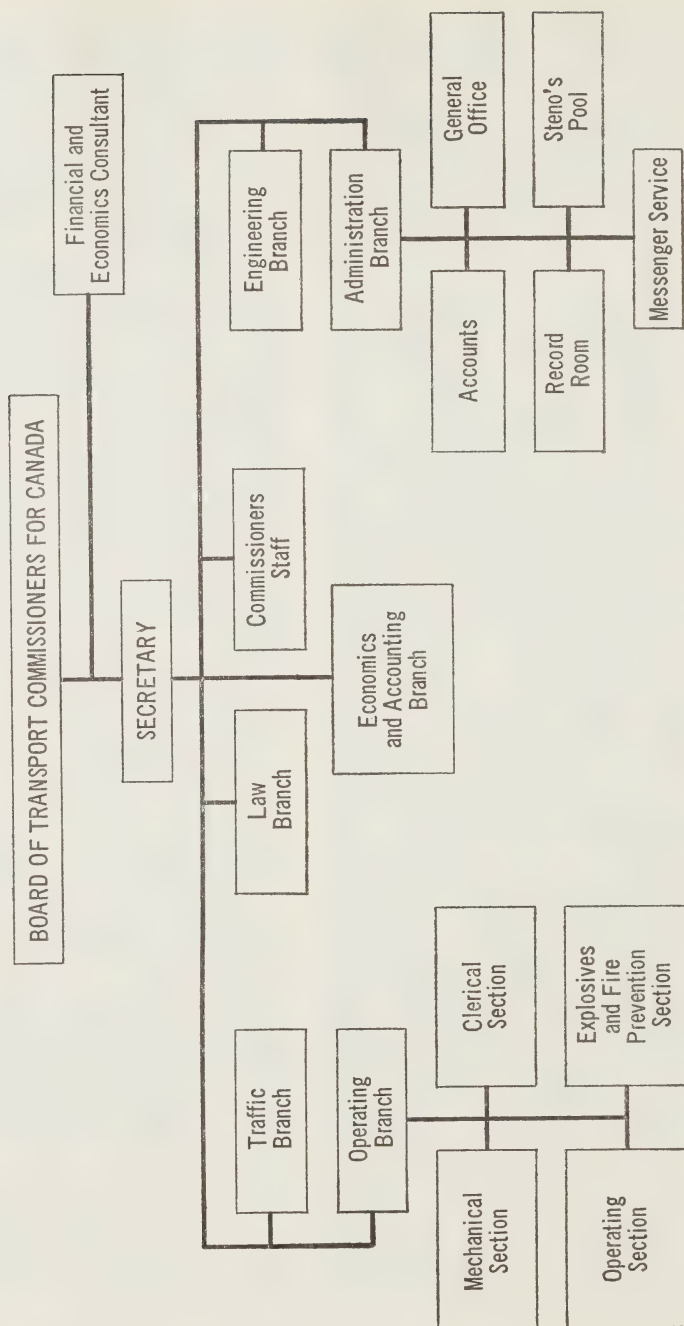 BOARD OF TRANSPORT COMMISSIONERS FOR CANADA
Financial and
Economics Consultant
SECRETARY
Traffic
Branch
Law
Branch
Commissioners
Staff
Engineering
Branch
Operating
Branch
Economics
and Accounting
Branch
Administration
Branch
Mechanical
Section
Clerical
Section
Accounts
General
Office
Operating
Section
Explosives
and Fire
Prevention
Section
Record
Room
Steno's
Pool
Messenger Service